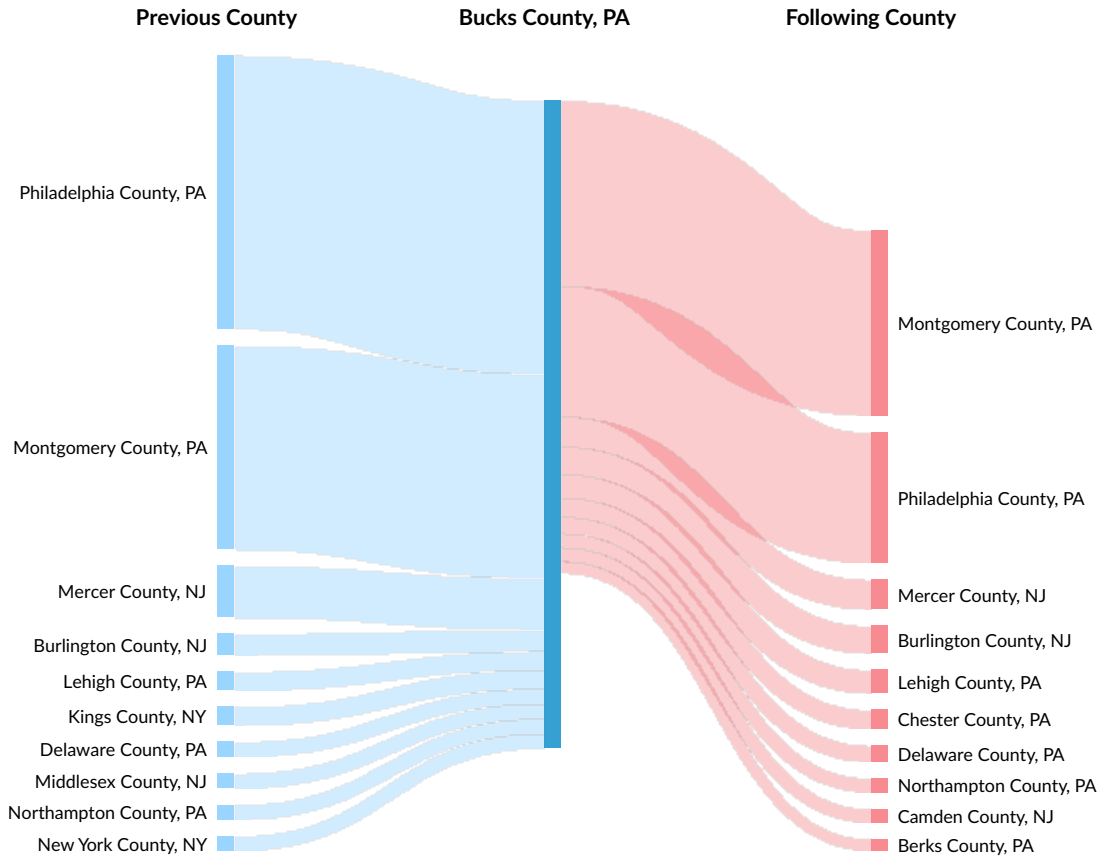 Previous County
Bucks County, PA
Following County
Philadelphia County, PA
Montgomery County, PA
Mercer County, NJ
Burlington County, NJ
Lehigh County, PA
Kings County, NY
Delaware County, PA
Middlesex County, NJ
Northampton County, PA
New York County, NY
Montgomery County, PA
Philadelphia County, PA
Mercer County, NJ
Burlington County, NJ
Lehigh County, PA
Chester County, PA
Delaware County, PA
Northampton County, PA
Camden County, NJ
Berks County, PA